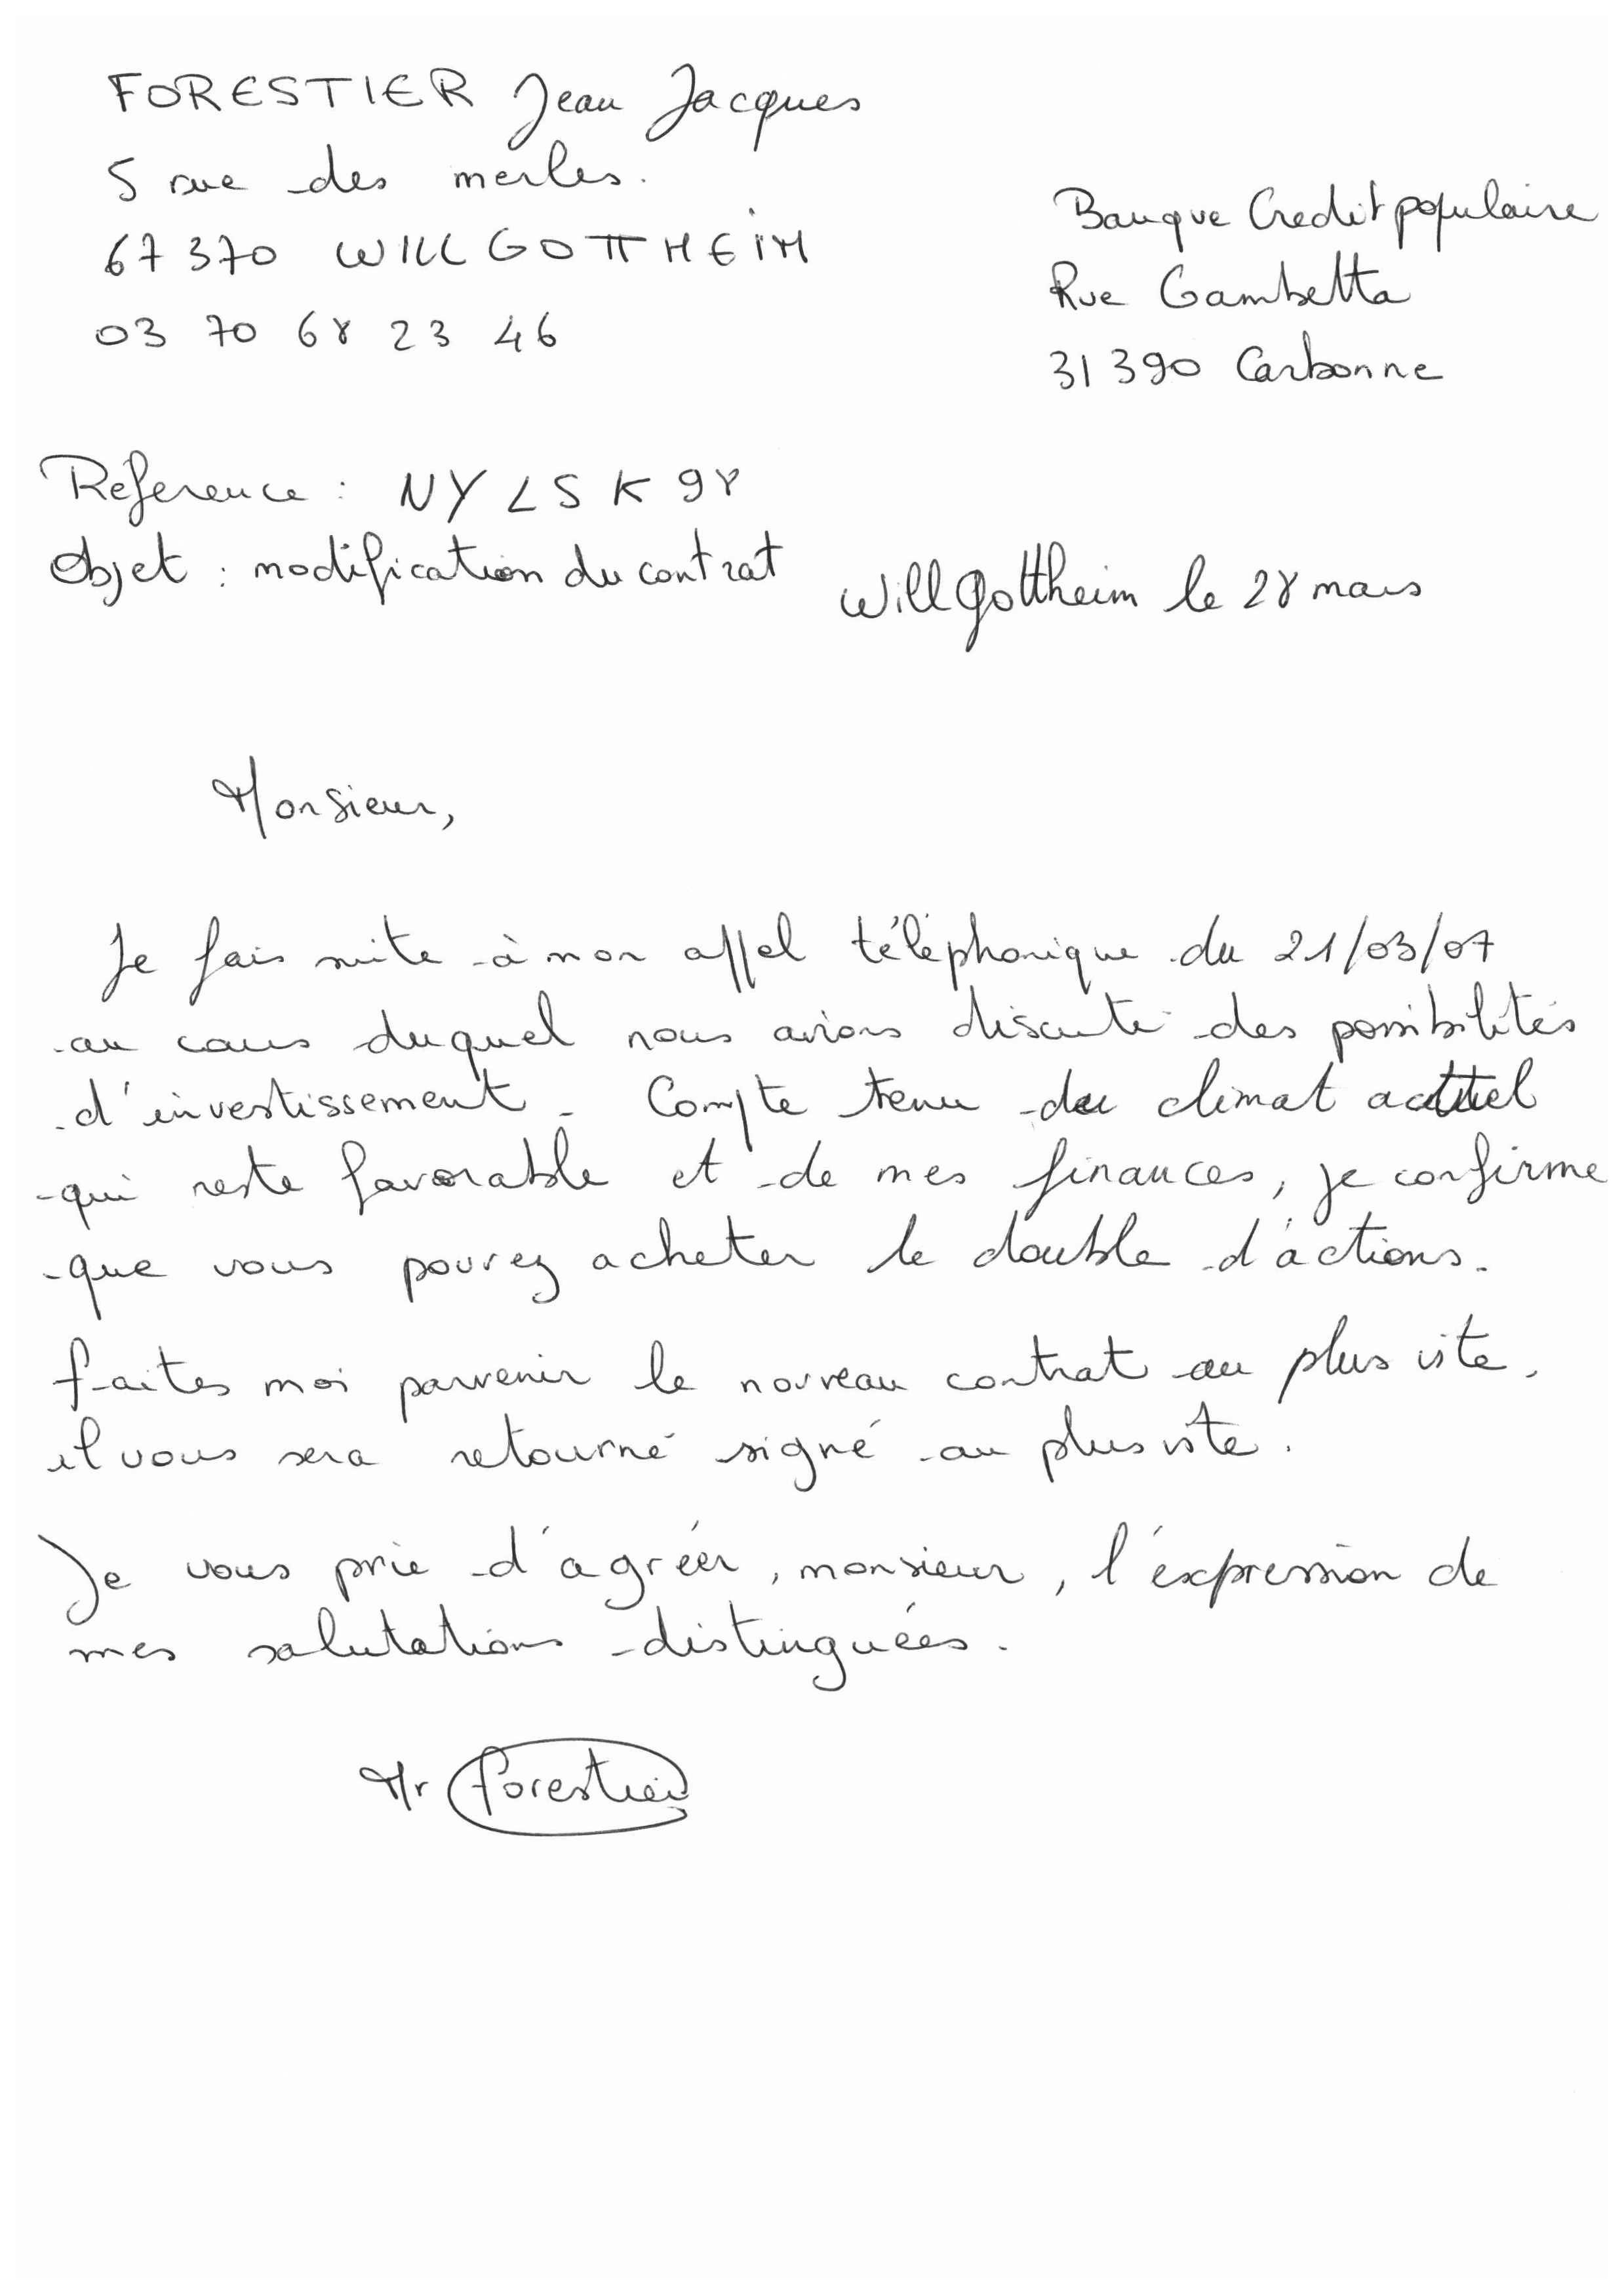 FORESTIER Jean Jacques
5 rue des merles.
67370 WILLGOTTHEIM
03 70 68 23 46
Banque Credit populaire
Rue Gambetta
31390 Carbonne
Reference : NYLSK98
Objet : modification du contrat
Willgottheim le 28 mars
Monsieur,
Je fais suite à mon appel téléphonique du 21/03/07
au cours duquel nous avions discuté des possibilités
d'investissement. Compte tenu du climat actuel
qui reste favorable et de mes finances, je confirme
que vous pouvez acheter le double d'actions.
faites moi parvenir le nouveau contrat au plus vite,
il vous sera retourné signé au plus vite.
Je vous prie d'agréer, monsieur, l'expression de
mes salutations distinguées.
Mr Forestier